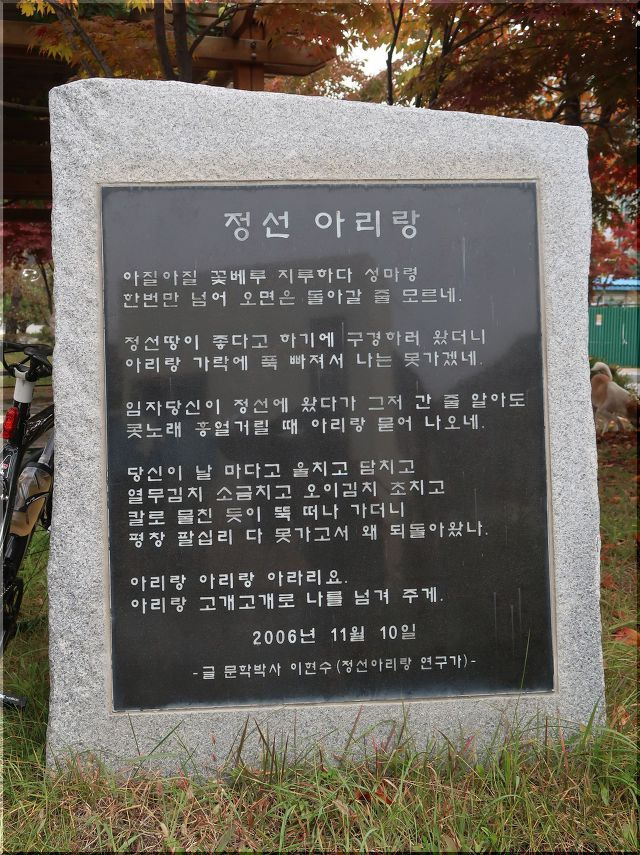 정선 아리랑
아질아질 꽃베루 지루하다 성마령
한번만 넘어 오면은 돌아갈 줄 모르네.
정선땅이 좋다고 하기에 구경하러 왔더니
아리랑 가락에 푹 빠져서 나는 못가겠네.
임자당신이 정선에 왔다가 그저 간 줄 알아도
콧노래 흥얼거릴 때 아리랑 묻어 나오네.
당신이 날 마다고 울치고 담치고
열무김치 소금치고 오이김치 초치고
칼로 물친 듯이 뚝 떠나 가더니
평창 팔십리 다 못가고서 왜 되돌아왔나.
아리랑 아리랑 아라리요.
아리랑 고개고개로 나를 넘겨 주게.
2006년 11월 10일
-글 문학박사 이현수(정선아리랑 연구가)-